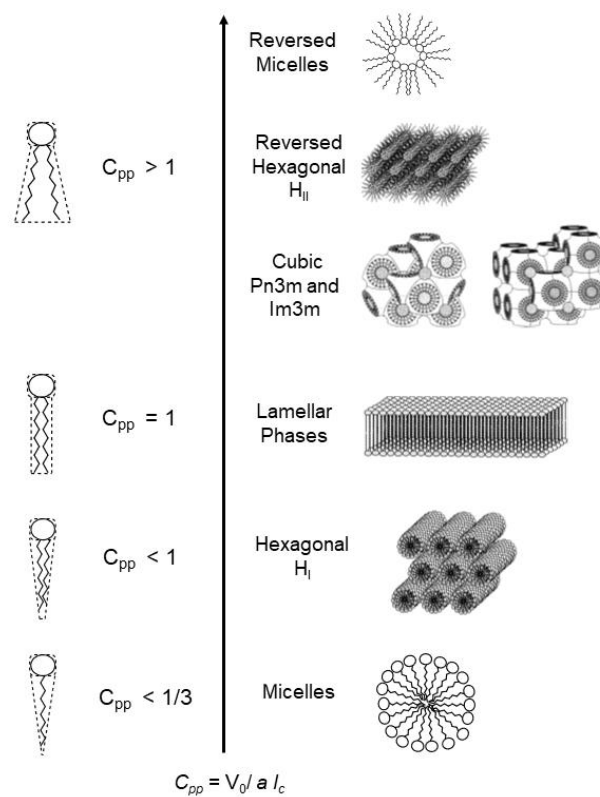 Reversed
Micelles
C_pp > 1
Reversed
Hexagonal
H_II
Cubic
Pn3m and
Im3m
C_pp = 1
Lamellar
Phases
C_pp < 1
Hexagonal
H_I
C_pp < 1/3
Micelles
C_pp = V_0/ a l_c